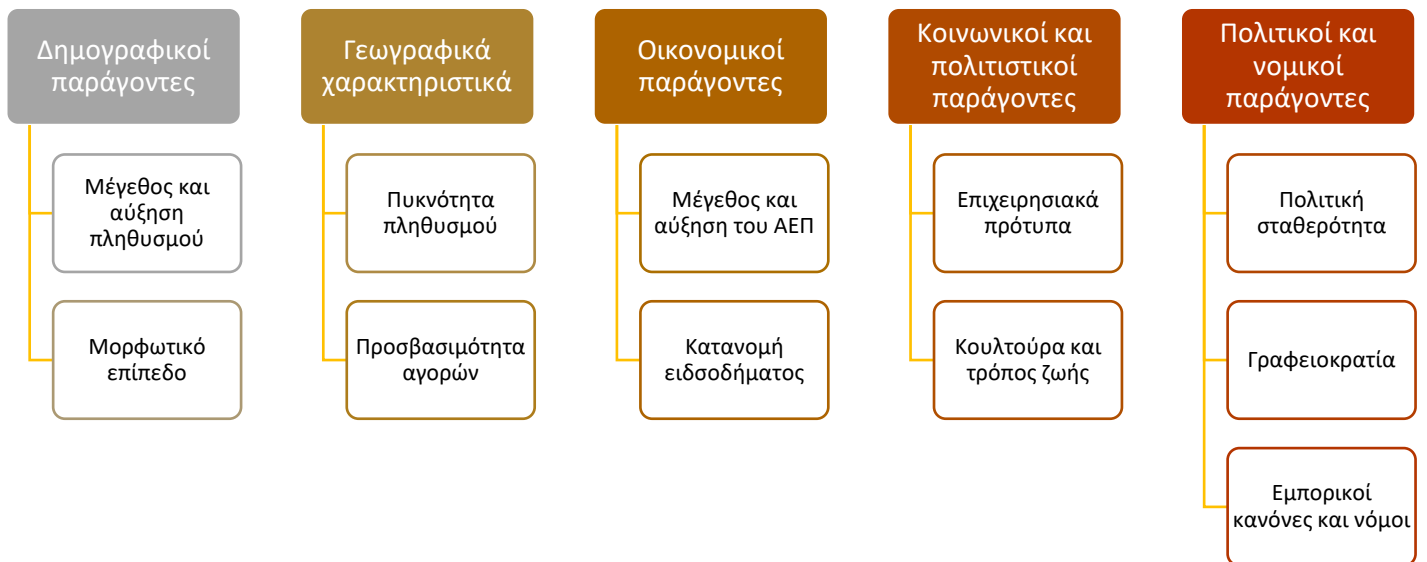 Δημογραφικοί
παράγοντες
Μέγεθος και
αύξηση
πληθυσμού
Μορφωτικό
επίπεδο
Γεωγραφικά
χαρακτηριστικά
Πυκνότητα
πληθυσμού
Προσβασιμότητα
αγορών
Οικονομικοί
παράγοντες
Μέγεθος και
αύξηση του ΑΕΠ
Κατανομή
ειδσοδήματος
Κοινωνικοί και
πολιτιστικοί
παράγοντες
Επιχειρησιακά
πρότυπα
Κουλτούρα και
τρόπος ζωής
Πολιτικοί και
νομικοί
παράγοντες
Πολιτική
σταθερότητα
Γραφειοκρατία
Εμπορικοί
κανόνες και νόμοι